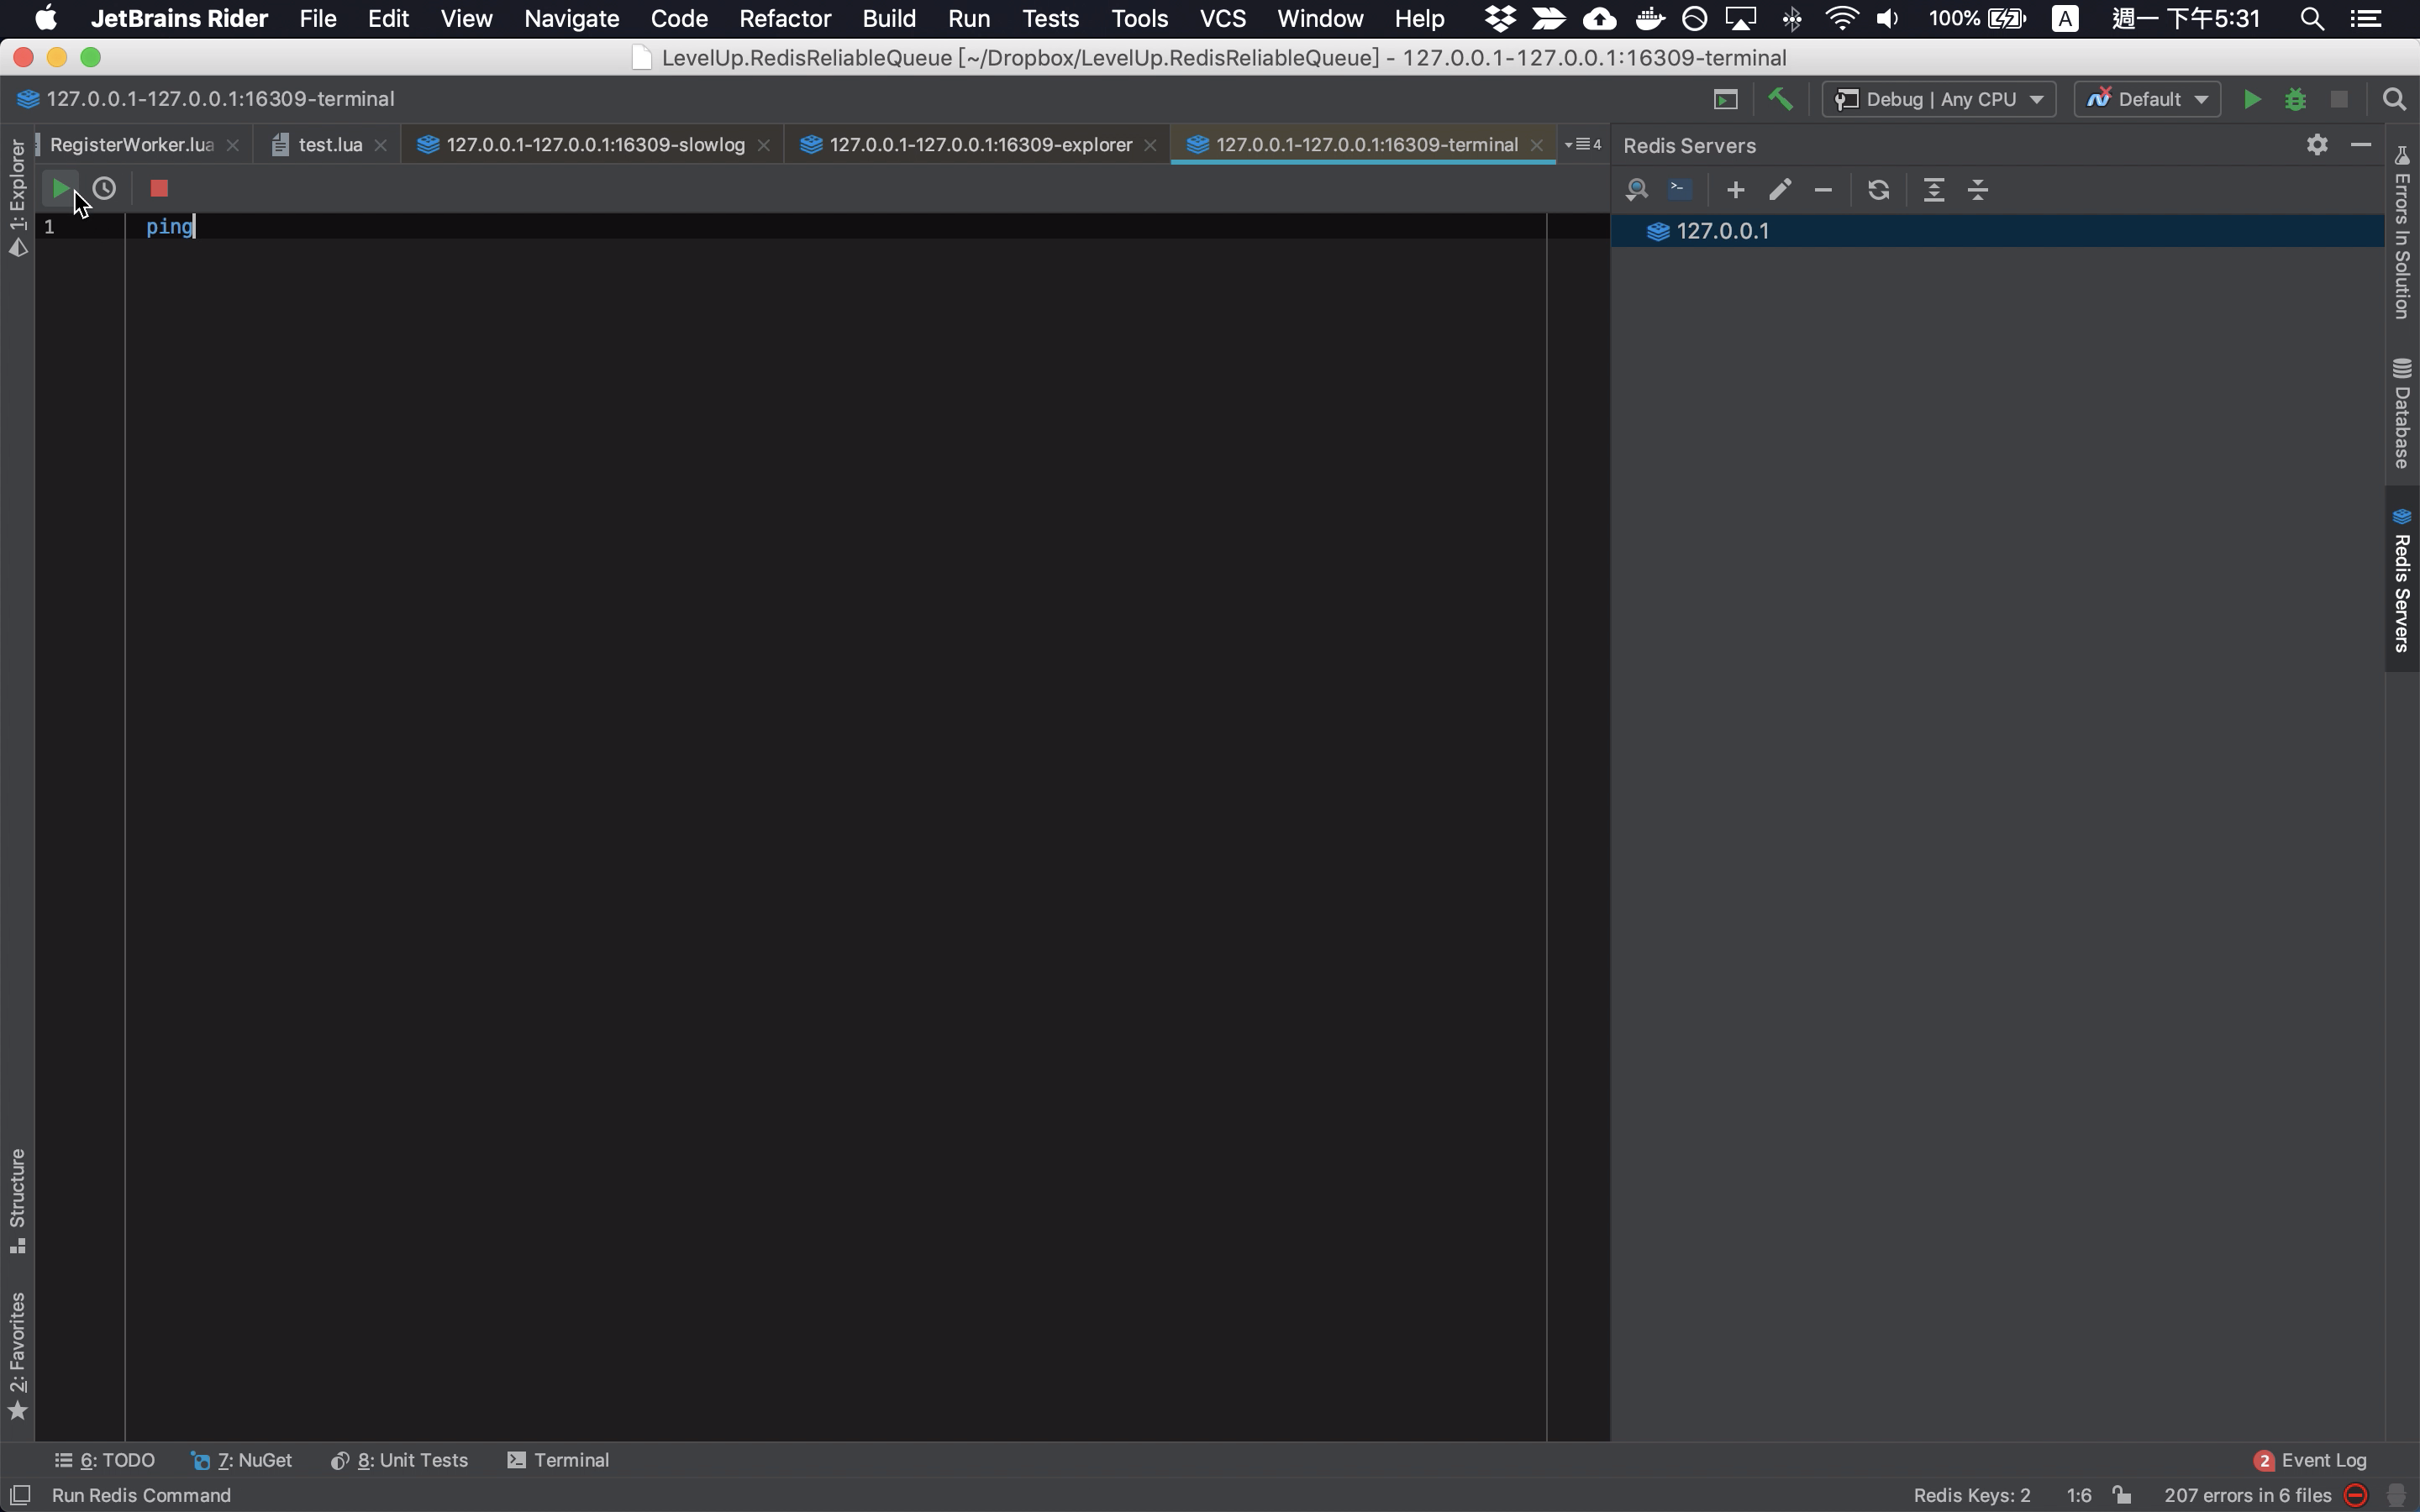 JetBrains Rider File Edit View Navigate Code Refactor Build Run Tests Tools VCS Window Help 100% A 週一 下午5:31
LevelUp.RedisReliableQueue [~/Dropbox/LevelUp.RedisReliableQueue] - 127.0.0.1-127.0.0.1:16309-terminal
127.0.0.1-127.0.0.1:16309-terminal Debug | Any CPU Default
RegisterWorker.lua test.lua 127.0.0.1-127.0.0.1:16309-slowlog 127.0.0.1-127.0.0.1:16309-explorer 127.0.0.1-127.0.0.1:16309-terminal 4
Redis Servers
1 ping
127.0.0.1
1: Explorer
Structure
2: Favorites
Errors In Solution
Database
Redis Servers
6: TODO 7: NuGet 8: Unit Tests Terminal 2 Event Log
Run Redis Command Redis Keys: 2 1:6 207 errors in 6 files